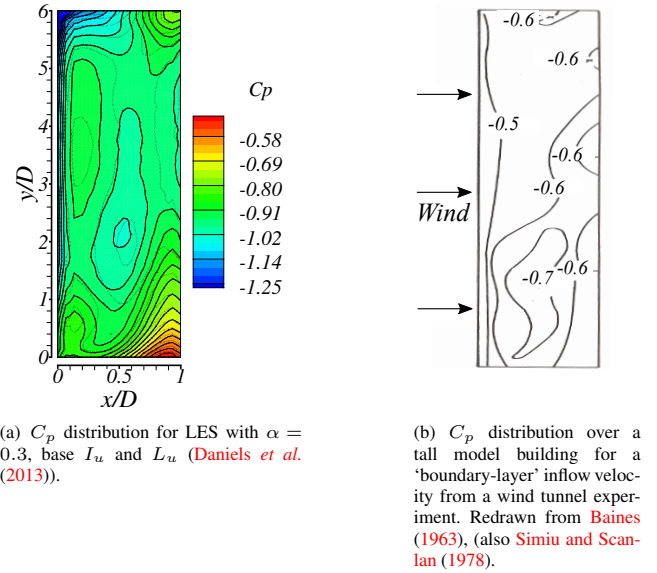 6
5
4
3
2
1
0
y/D
0
0.5
1
x/D
Cp
-0.58
-0.69
-0.80
-0.91
-1.02
-1.14
-1.25
-0.6
-0.6
-0.5
-0.6
-0.6
Wind
-0.7
-0.6
(a) Cp distribution for LES with α =
0.3, base Iu and Lu (Daniels et al.
(2013)).
(b) Cp distribution over a
tall model building for a
‘boundary-layer’ inflow veloc-
ity from a wind tunnel exper-
iment. Redrawn from Baines
(1963), (also Simiu and Scan-
lan (1978).